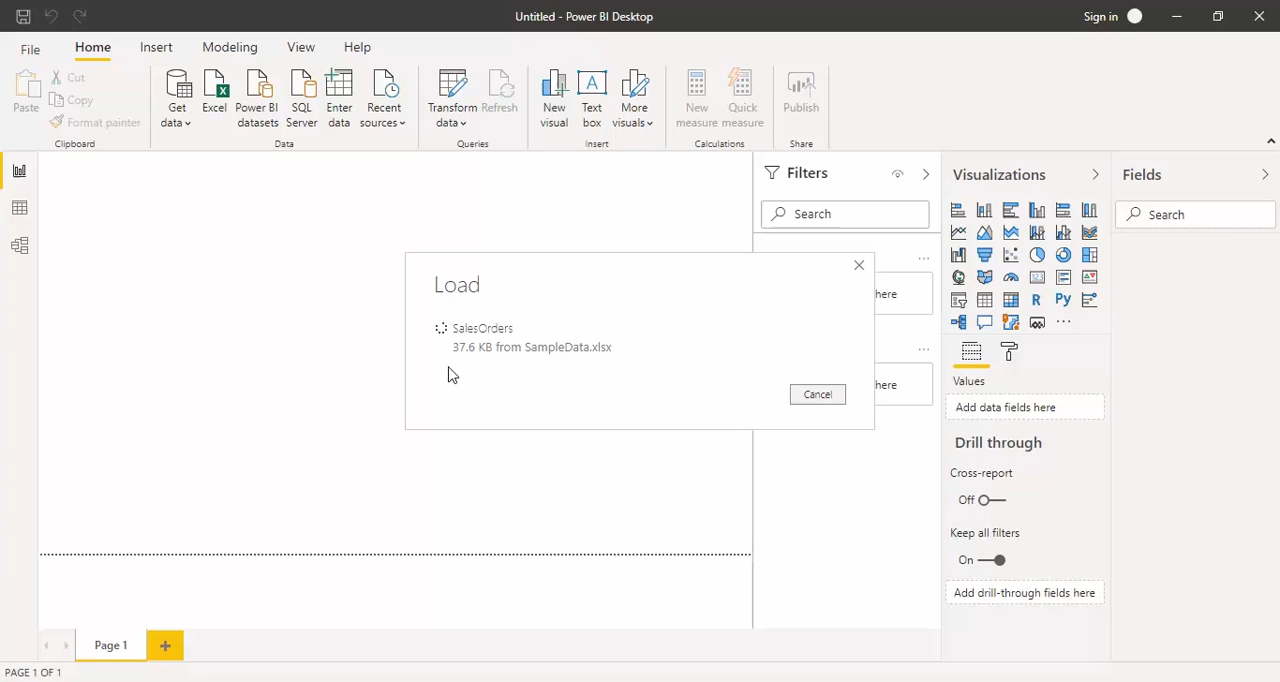 Untitled - Power BI Desktop
Sign in
File
Home
Insert
Modeling
View
Help
Paste
Cut
Copy
Format painter
Clipboard
Get
data
Excel
Power BI
datasets
SQL
Server
Enter
data
Recent
sources
Data
Transform
data
Refresh
Queries
New
visual
Text
box
More
visuals
Insert
New
measure
Quick
measure
Calculations
Publish
Share
Filters
Search
here
here
Load
SalesOrders
37.6 KB from SampleData.xlsx
Cancel
Visualizations
R
Py
123
Values
Add data fields here
Drill through
Cross-report
Off
Keep all filters
On
Add drill-through fields here
Fields
Search
Page 1
PAGE 1 OF 1